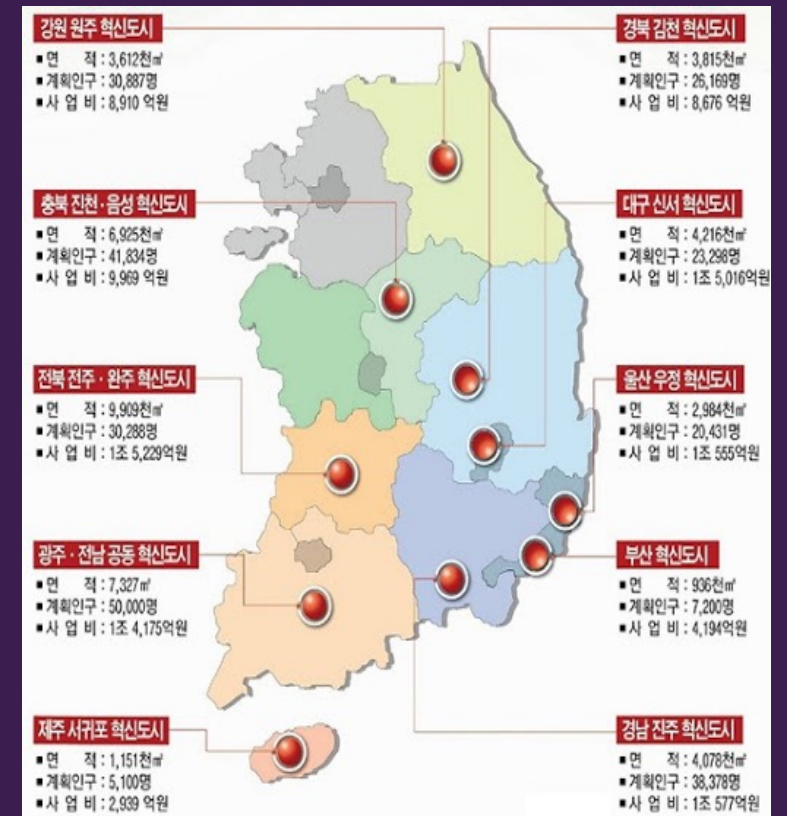 강원 원주 혁신도시
▪면 적 : 3,612천㎡
▪계획인구 : 30,887명
▪사 업 비 : 8,910 억원
충북 진천·음성 혁신도시
▪면 적 : 6,925천㎡
▪계획인구 : 41,834명
▪사 업 비 : 9,969 억원
전북 전주·완주 혁신도시
▪면 적 : 9,909천㎡
▪계획인구 : 30,288명
▪사 업 비 : 1조 5,229억원
광주·전남 공동 혁신도시
▪면 적 : 7,327㎡
▪계획인구 : 50,000명
▪사 업 비 : 1조 4,175억원
제주 서귀포 혁신도시
▪면 적 : 1,151천㎡
▪계획인구 : 5,100명
▪사 업 비 : 2,939 억원
경북 김천 혁신도시
▪면 적 : 3,815천㎡
▪계획인구 : 26,169명
▪사 업 비 : 8,676 억원
대구 신서 혁신도시
▪면 적 : 4,216천㎡
▪계획인구 : 23,298명
▪사 업 비 : 1조 5,016억원
울산 우정 혁신도시
▪면 적 : 2,984천㎡
▪계획인구 : 20,431명
▪사 업 비 : 1조 555억원
부산 혁신도시
▪면 적 : 936천㎡
▪계획인구 : 7,200명
▪사 업 비 : 4,194억원
경남 진주 혁신도시
▪면 적 : 4,078천㎡
▪계획인구 : 38,378명
▪사 업 비 : 1조 577억원